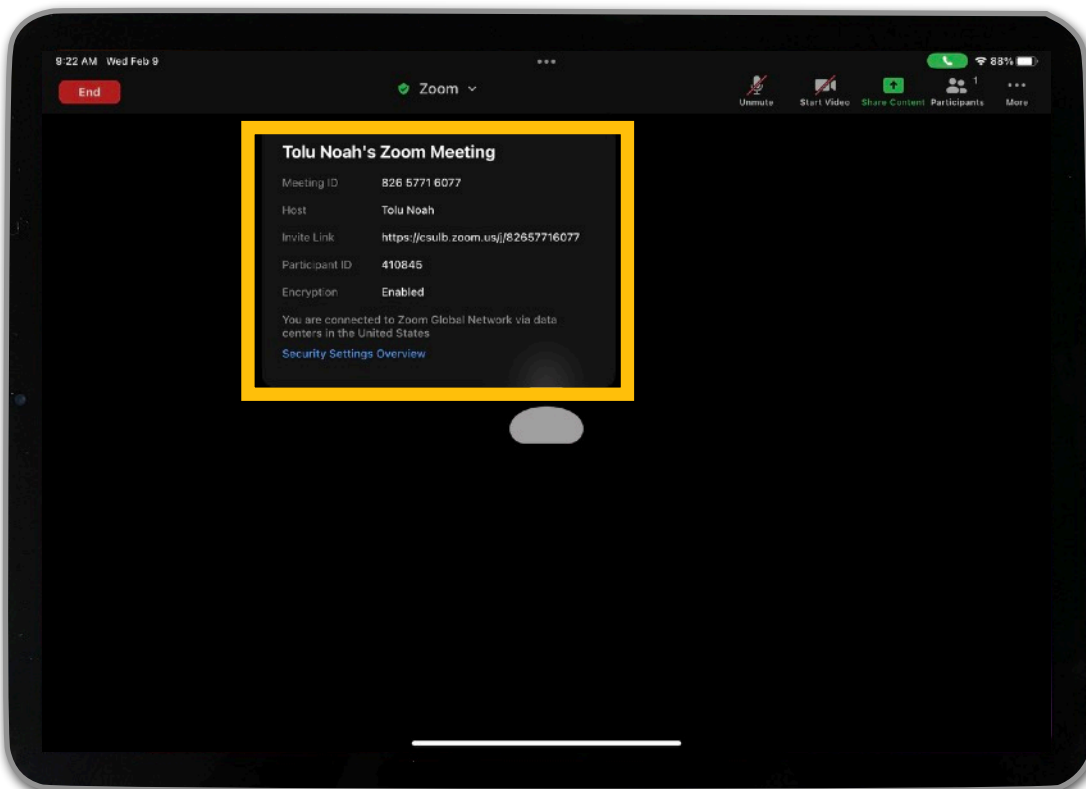 9:22 AM Wed Feb 9
88%
End
Zoom
Unmute
Start Video
Share Content
Participants
1
More
Tolu Noah's Zoom Meeting
Meeting ID 826 5771 6077
Host Tolu Noah
Invite Link https://csulb.zoom.us/j/82657716077
Participant ID 410845
Encryption Enabled
You are connected to Zoom Global Network via data
centers in the United States
Security Settings Overview